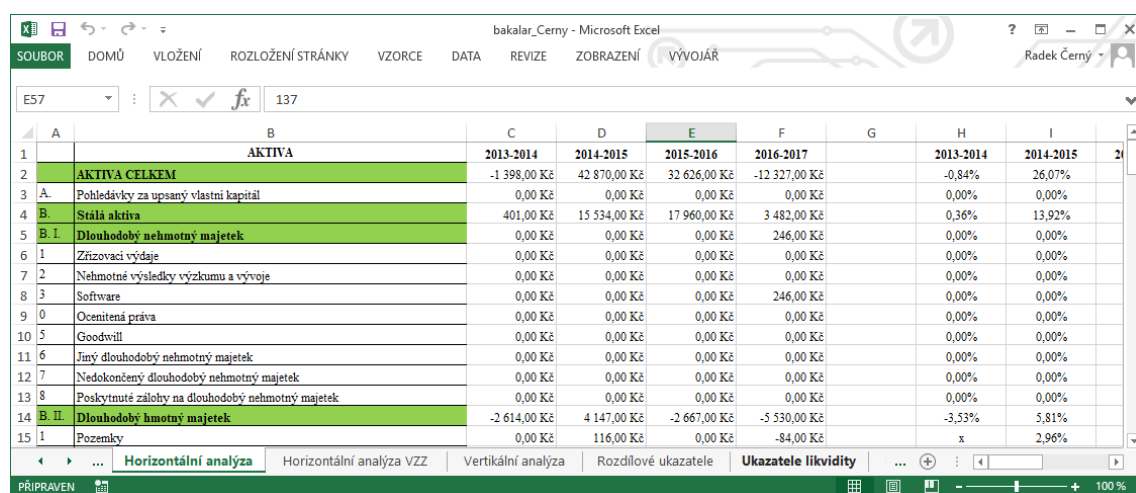 bakalar_Cerny - Microsoft Excel
SOUBOR DOMŮ VLOŽENÍ ROZLOŽENÍ STRÁNKY VZORCE DATA REVIZE ZOBRAZENÍ VÝVOJÁŘ Radek Černý
E57 fx 137
A B C D E F G H I
1 AKTIVA 2013-2014 2014-2015 2015-2016 2016-2017 2013-2014 2014-2015
2 AKTIVA CELKEM -1 398,00 Kč 42 870,00 Kč 32 626,00 Kč -12 327,00 Kč -0,84% 26,07%
3 A. Pohledávky za upsaný vlastní kapitál 0,00 Kč 0,00 Kč 0,00 Kč 0,00 Kč 0,00% 0,00%
4 B. Stálá aktiva 401,00 Kč 15 534,00 Kč 17 960,00 Kč 3 482,00 Kč 0,36% 13,92%
5 B. I. Dlouhodobý nehmotný majetek 0,00 Kč 0,00 Kč 0,00 Kč 246,00 Kč 0,00% 0,00%
6 1 Zřizovací výdaje 0,00 Kč 0,00 Kč 0,00 Kč 0,00 Kč 0,00% 0,00%
7 2 Nehmotné výsledky výzkumu a vývoje 0,00 Kč 0,00 Kč 0,00 Kč 0,00 Kč 0,00% 0,00%
8 3 Software 0,00 Kč 0,00 Kč 0,00 Kč 246,00 Kč 0,00% 0,00%
9 0 Ocenitená práva 0,00 Kč 0,00 Kč 0,00 Kč 0,00 Kč 0,00% 0,00%
10 5 Goodwill 0,00 Kč 0,00 Kč 0,00 Kč 0,00 Kč 0,00% 0,00%
11 6 Jiný dlouhodobý nehmotný majetek 0,00 Kč 0,00 Kč 0,00 Kč 0,00 Kč 0,00% 0,00%
12 7 Nedokončený dlouhodobý nehmotný majetek 0,00 Kč 0,00 Kč 0,00 Kč 0,00 Kč 0,00% 0,00%
13 8 Poskytnuté zálohy na dlouhodobý nehmotný majetek 0,00 Kč 0,00 Kč 0,00 Kč 0,00 Kč 0,00% 0,00%
14 B. II. Dlouhodobý hmotný majetek -2 614,00 Kč 4 147,00 Kč -2 667,00 Kč -5 530,00 Kč -3,53% 5,81%
15 1 Pozemky 0,00 Kč 116,00 Kč 0,00 Kč -84,00 Kč x 2,96%
... Horizontální analýza Horizontální analýza VZZ Vertikální analýza Rozdílové ukazatele Ukazatele likvidity ...
PŘIPRAVEN 100 %